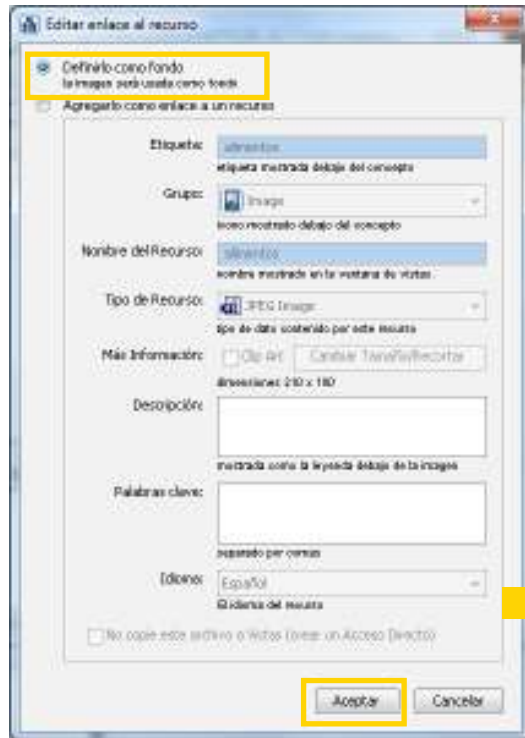 Editar enlace al recurso
Definirlo como fondo
la imagen será usada como fondo
Agregarlo como enlace a un recurso
Etiqueta: alimentos
etiqueta mostrada debajo del concepto
Grupo: Image
icono mostrado debajo del concepto
Nombre del Recurso: alimentos
nombre mostrado en la ventana de vistas
Tipo de Recurso: JPEG Image
tipo de dato contenido por este recurso
Más Información: Clip Art Cambiar Tamaño/Recortar
dimensiones 210 x 180
Descripción:
mostrada como la leyenda debajo de la imagen
Palabras clave:
separado por comas
Idioma: Español
El idioma del recurso
No copie este archivo a Vistas (crear un Acceso Directo)
Aceptar Cancelar